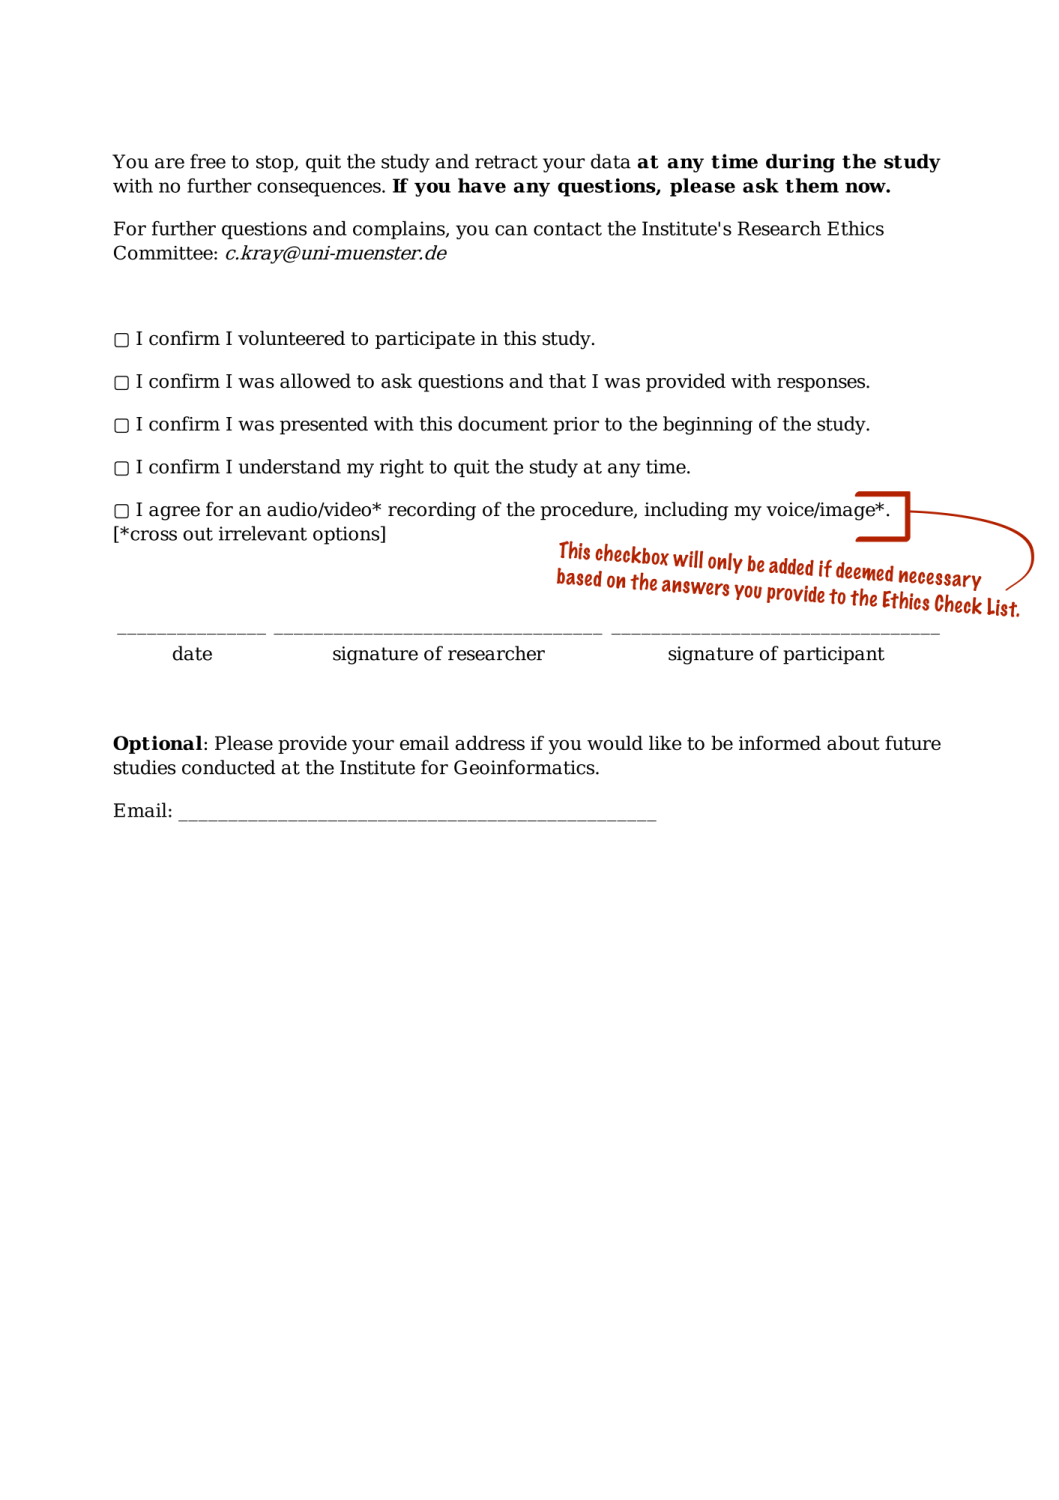 You are free to stop, quit the study and retract your data at any time during the study
with no further consequences. If you have any questions, please ask them now.
For further questions and complains, you can contact the Institute's Research Ethics
Committee: c.kray@uni-muenster.de
▢ I confirm I volunteered to participate in this study.
▢ I confirm I was allowed to ask questions and that I was provided with responses.
▢ I confirm I was presented with this document prior to the beginning of the study.
▢ I confirm I understand my right to quit the study at any time.
▢ I agree for an audio/video* recording of the procedure, including my voice/image*.
[*cross out irrelevant options]
This checkbox will only be added if deemed necessary
based on the answers you provide to the Ethics Check List.
_______________ _________________________________ _________________________________
date signature of researcher signature of participant
Optional: Please provide your email address if you would like to be informed about future
studies conducted at the Institute for Geoinformatics.
Email: ________________________________________________